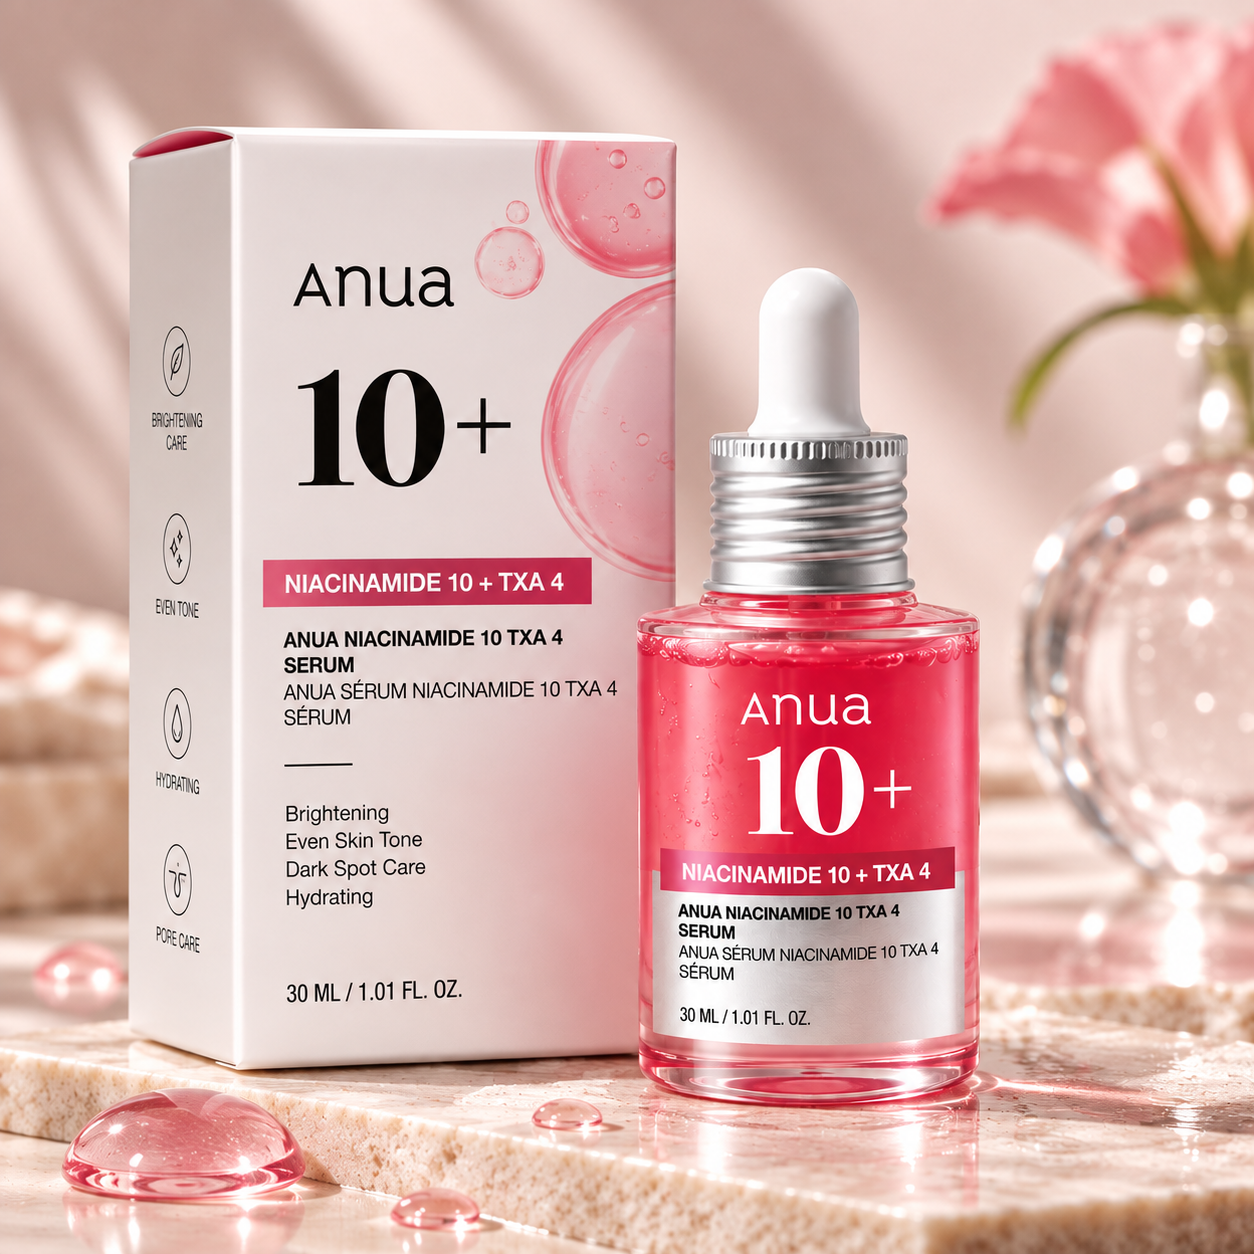 Anua
10+
NIACINAMIDE 10 + TXA 4
ANUA NIACINAMIDE 10 TXA 4
SERUM
ANUA SÉRUM NIACINAMIDE 10 TXA 4
SÉRUM
Brightening
Even Skin Tone
Dark Spot Care
Hydrating
30 ML / 1.01 FL. OZ.
BRIGHTENING
CARE
EVEN TONE
HYDRATING
PORE CARE
Anua
10+
NIACINAMIDE 10 + TXA 4
ANUA NIACINAMIDE 10 TXA 4
SERUM
ANUA SÉRUM NIACINAMIDE 10 TXA 4
SÉRUM
30 ML / 1.01 FL. OZ.